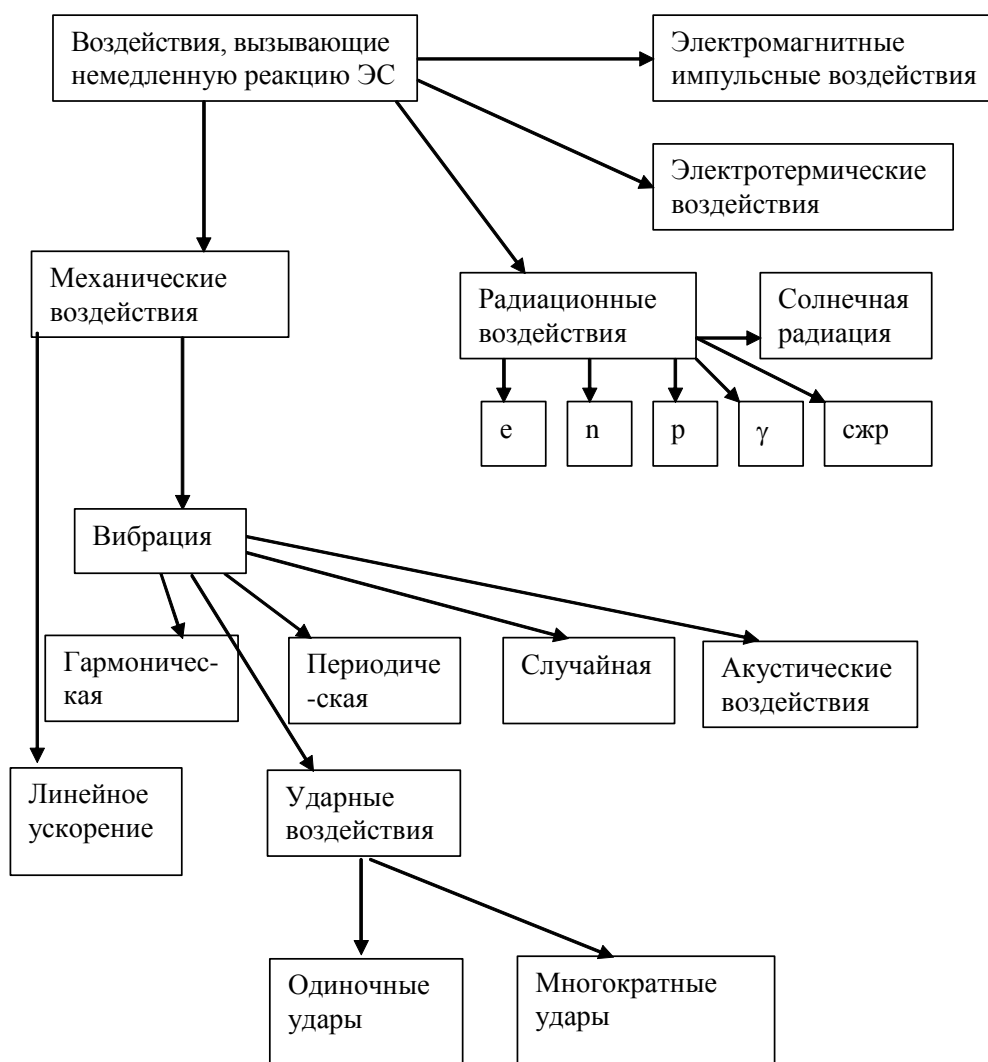 Воздействия, вызывающие
немедленную реакцию ЭС
Электромагнитные
импульсные воздействия
Электротермические
воздействия
Механические
воздействия
Радиационные
воздействия
Солнечная
радиация
e
n
p
γ
сжр
Вибрация
Гармоничес-
кая
Периодиче
-ская
Случайная
Акустические
воздействия
Линейное
ускорение
Ударные
воздействия
Одиночные
удары
Многократные
удары